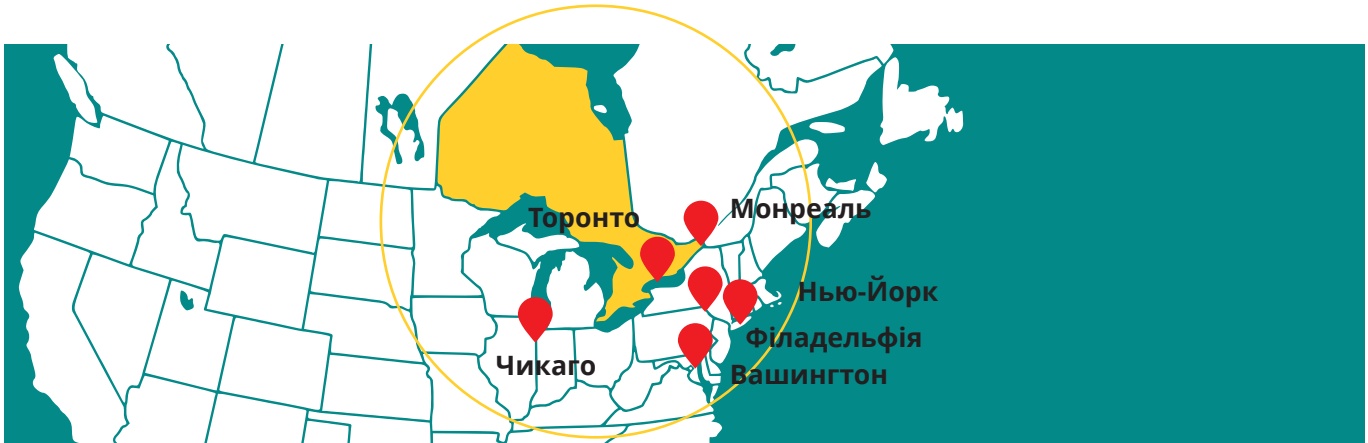 Торонто
Монреаль
Нью-Йорк
Філадельфія
Чикаго
Вашингтон